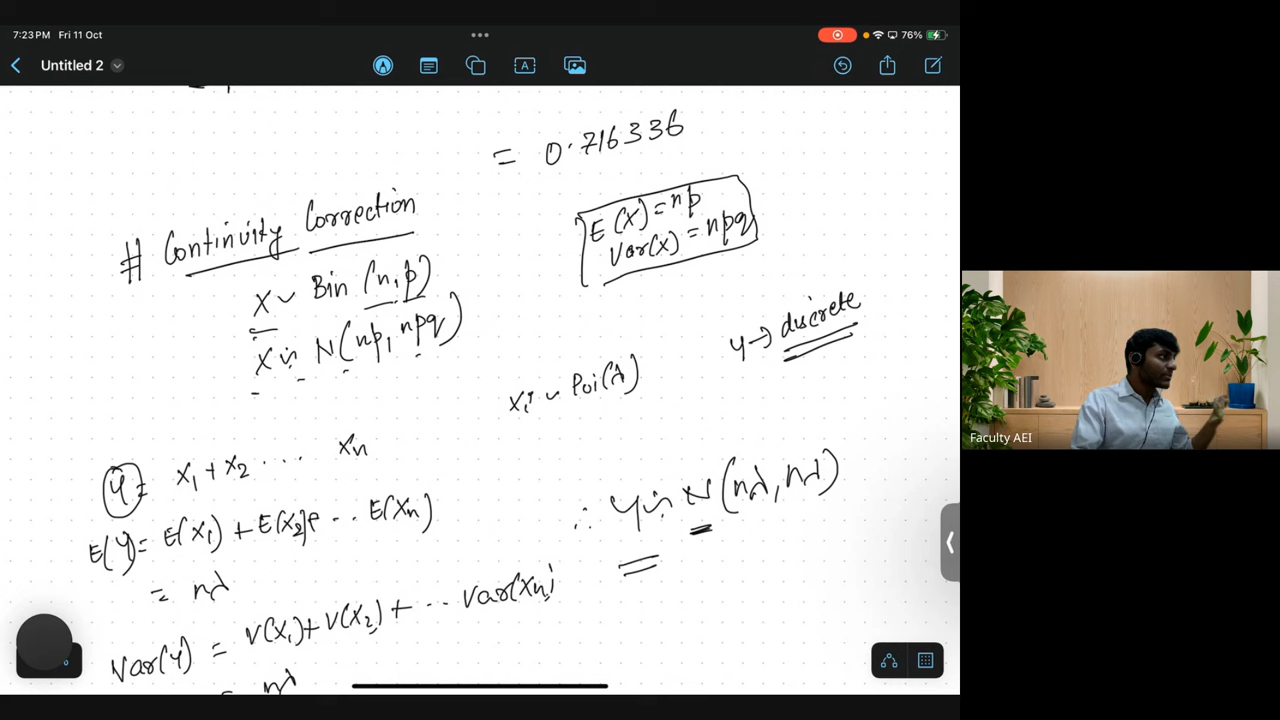 7:23 PM Fri 11 Oct
76%
Untitled 2
= 0.716336
# Continuity Correction
E(X) = np
Var(X) = npq
X ~ Bin (n, p)
X ~ N(np, npq)
y → discrete
Xi ~ Poi(λ)
Y = X1 + X2 ... Xn
E(Y) = E(X1) + E(X2) + ... E(Xn)
= nλ
∴ Y ~ N(nλ, nλ)
Var(Y) = V(X1) + V(X2) + ... Var(Xn)
= nλ
Faculty AEI